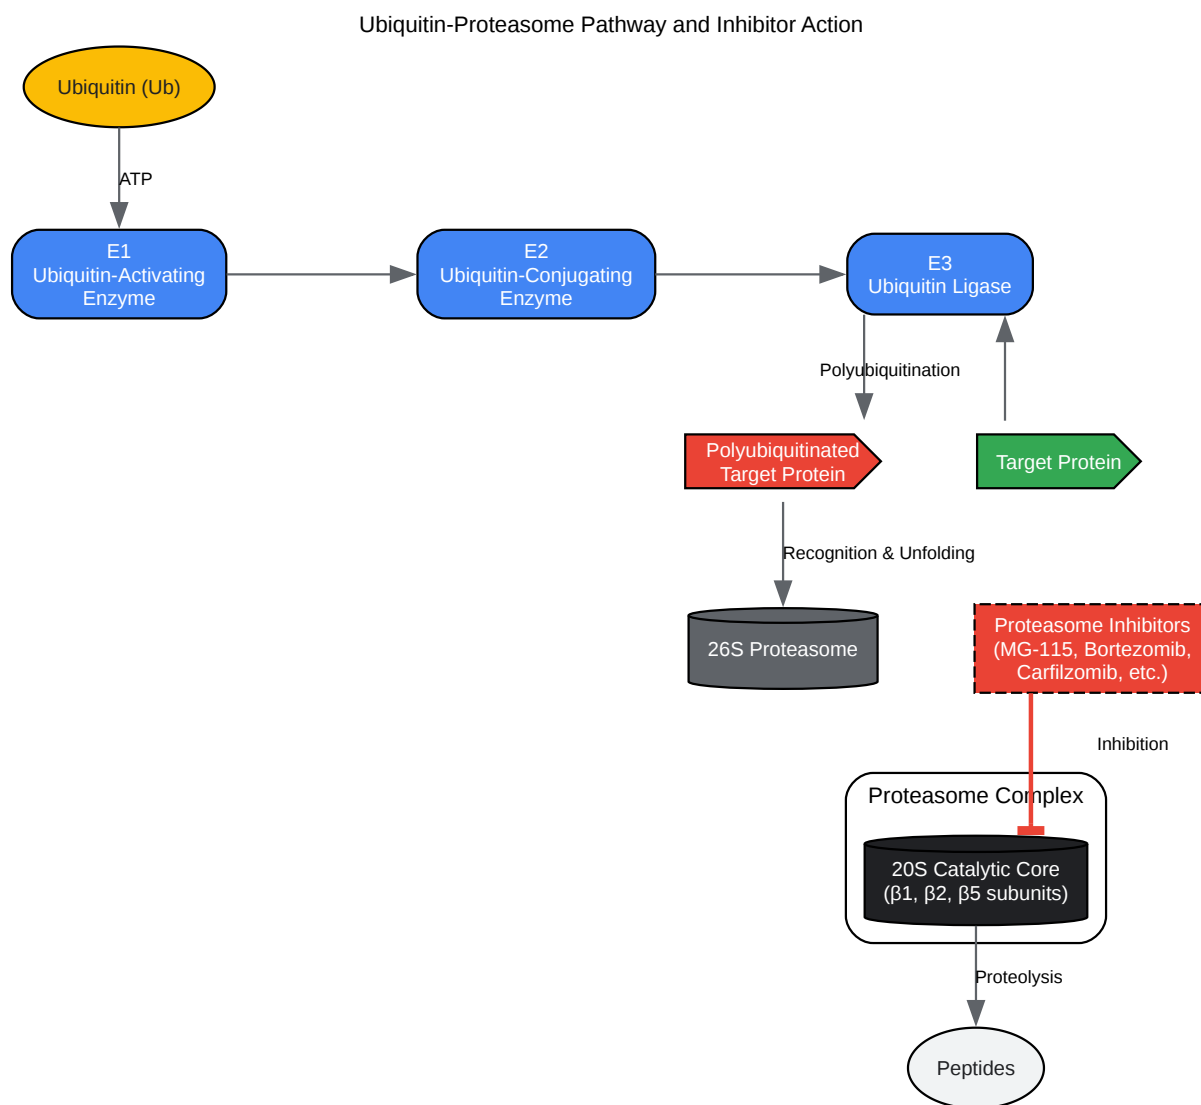 Ubiquitin-Proteasome Pathway and Inhibitor Action
Ubiquitin (Ub)
ATP
E1
Ubiquitin-Activating
Enzyme
E2
Ubiquitin-Conjugating
Enzyme
E3
Ubiquitin Ligase
Polyubiquitination
Polyubiquitinated
Target Protein
Target Protein
Recognition & Unfolding
26S Proteasome
Proteasome Inhibitors
(MG-115, Bortezomib,
Carfilzomib, etc.)
Inhibition
Proteasome Complex
20S Catalytic Core
(β1, β2, β5 subunits)
Proteolysis
Peptides